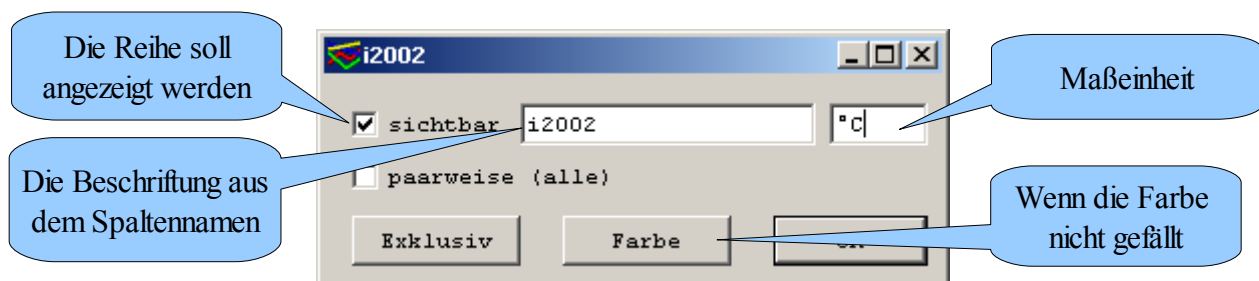 Die Reihe soll
angezeigt werden
i2002
Maßeinheit
sichtbar
i2002
°C
Die Beschriftung aus
dem Spaltennamen
paarweise (alle)
Wenn die Farbe
nicht gefällt
Exklusiv
Farbe